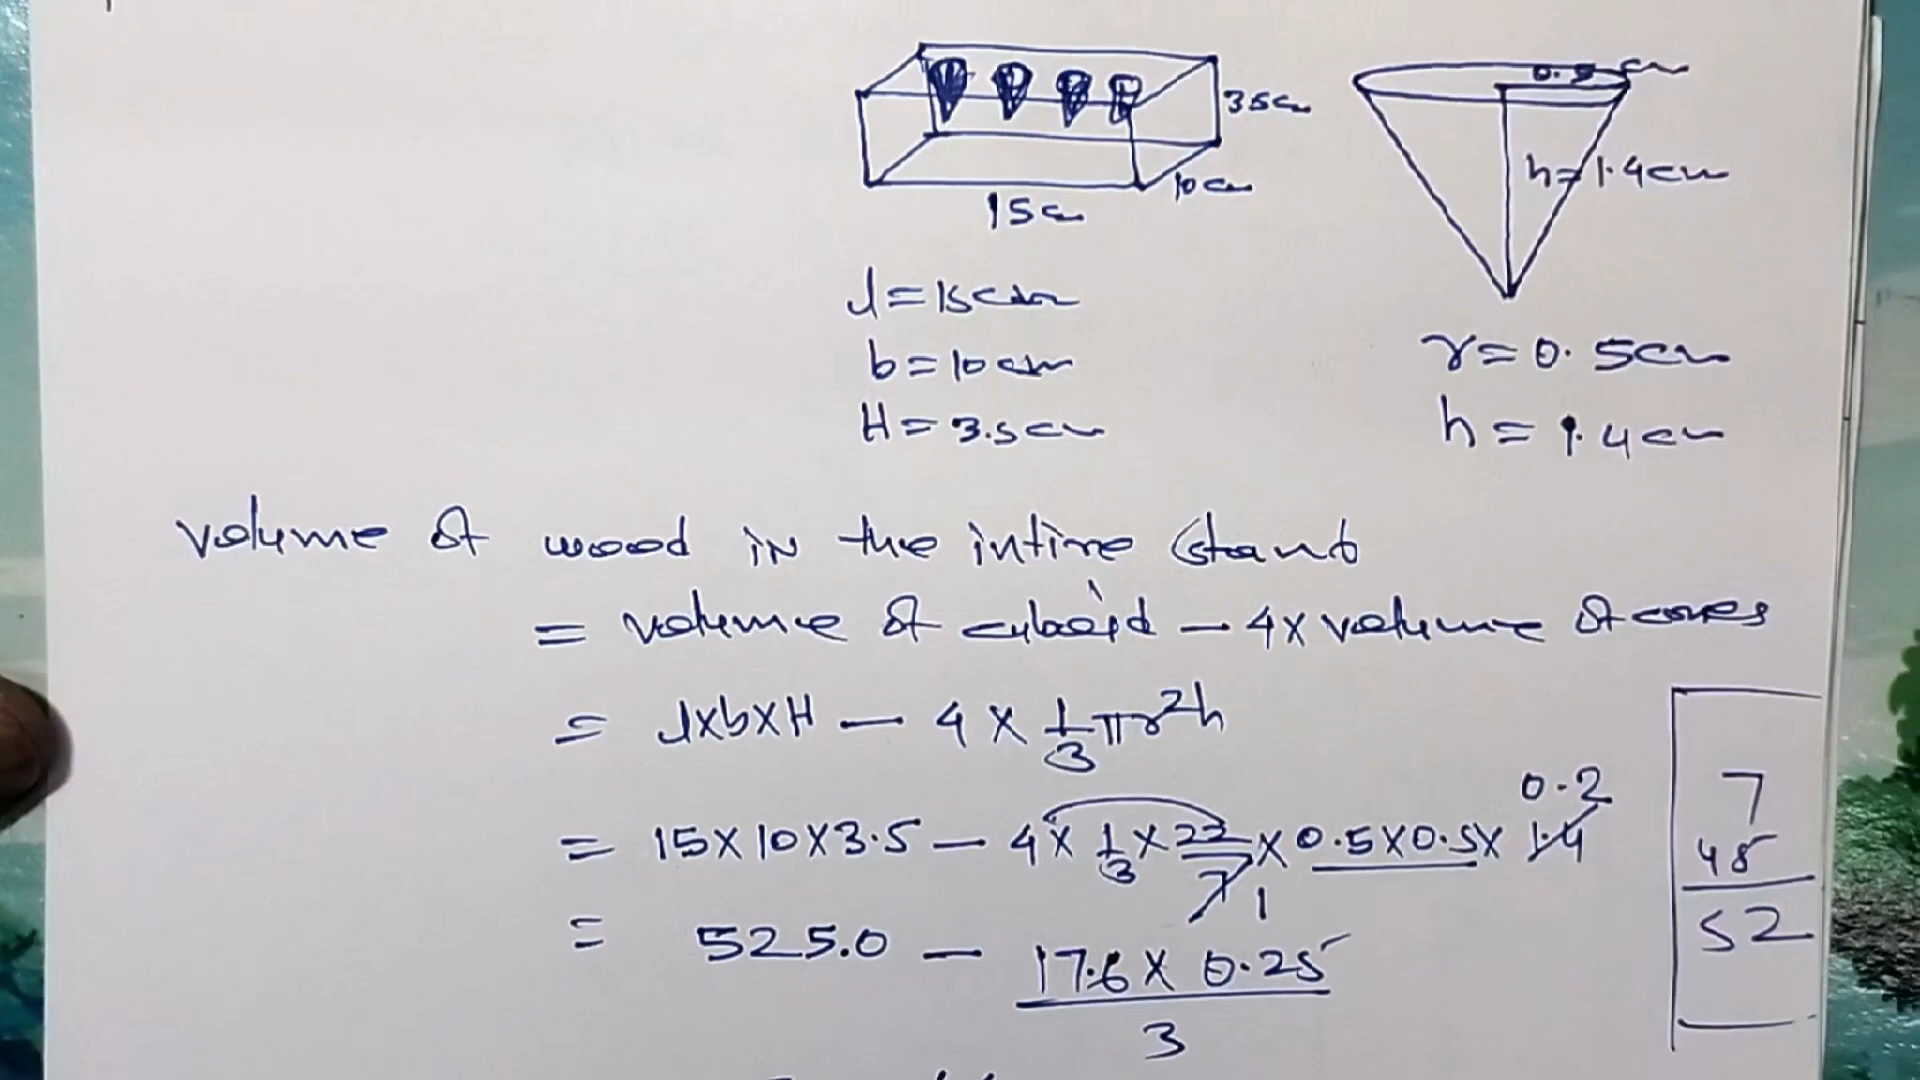 0.5 cm
3.5cm
h=1.4cm
10cm
15cm
l=15cm
b=10cm
r=0.5cm
H=3.5cm
h=1.4cm
volume of wood in the intire stant
= volume of cuboid - 4x volume of cones
= lxbxH - 4 x 1/3 πr²h
0.2
= 15x10x3.5 - 4x 1/3 x 22/7 x 0.5x0.5x 1.4
1
= 525.0 - 17.6 x 0.25 / 3
7
48
52